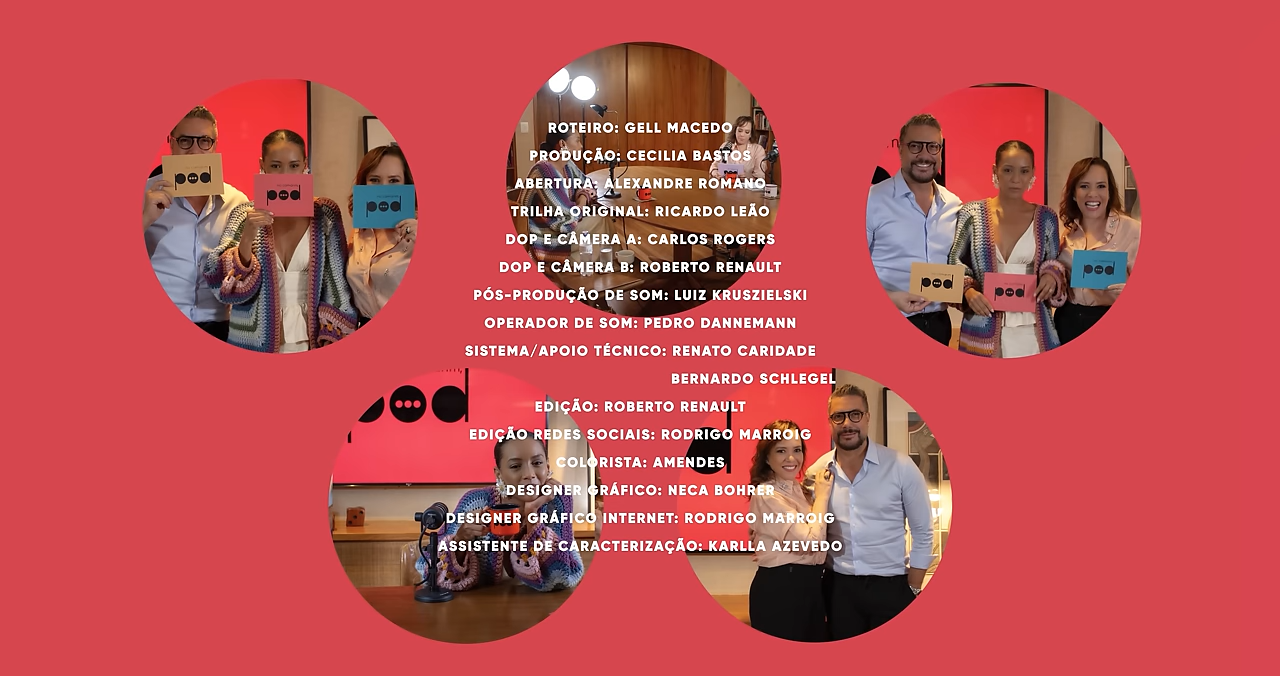 ROTEIRO: GELL MACEDO
PRODUÇÃO: CECILIA BASTOS
ABERTURA: ALEXANDRE ROMANO
TRILHA ORIGINAL: RICARDO LEÃO
DOP E CÂMERA A: CARLOS ROGERS
DOP E CÂMERA B: ROBERTO RENAULT
PÓS-PRODUÇÃO DE SOM: LUIZ KRUSZIELSKI
OPERADOR DE SOM: PEDRO DANNEMANN
SISTEMA/APOIO TÉCNICO: RENATO CARIDADE
BERNARDO SCHLEGEL
EDIÇÃO: ROBERTO RENAULT
EDIÇÃO REDES SOCIAIS: RODRIGO MARROIG
COLORISTA: AMENDES
DESIGNER GRÁFICO: NECA BOHRER
DESIGNER GRÁFICO INTERNET: RODRIGO MARROIG
ASSISTENTE DE CARACTERIZAÇÃO: KARLLA AZEVEDO
pod
pod
pod
pod
pod
pod
pod